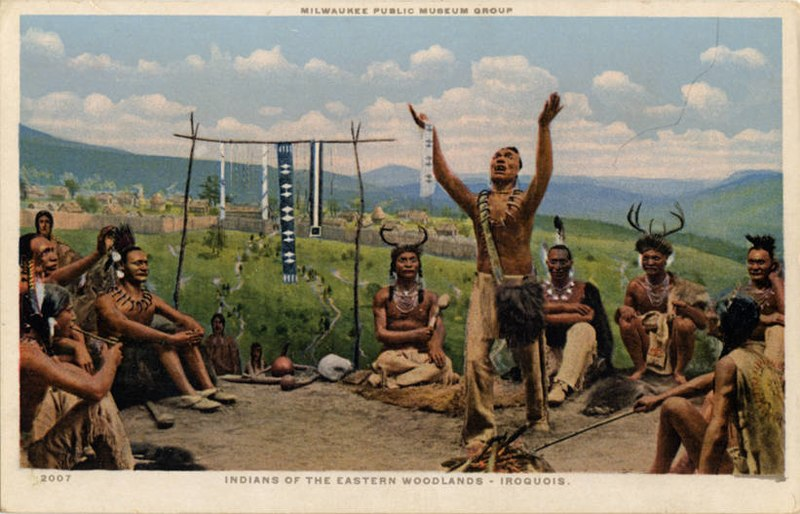 MILWAUKEE PUBLIC MUSEUM GROUP
2007
INDIANS OF THE EASTERN WOODLANDS - IROQUOIS.